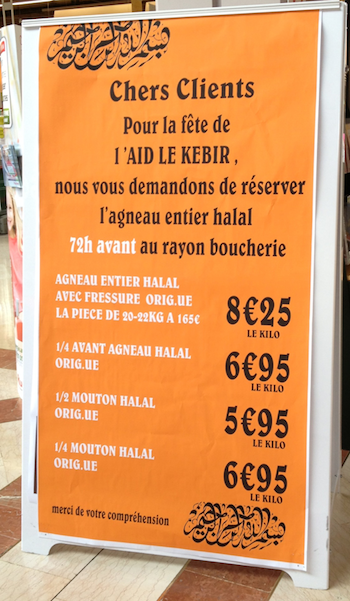 Chers Clients
Pour la fête de
l'AID LE KEBIR,
nous vous demandons de réserver
l'agneau entier halal
72h avant au rayon boucherie
AGNEAU ENTIER HALAL
AVEC FRESSURE ORIG.UE
LA PIECE DE 20-22KG A 165€
8€25
LE KILO
1/4 AVANT AGNEAU HALAL
ORIG.UE
6€95
LE KILO
1/2 MOUTON HALAL
ORIG.UE
5€95
LE KILO
1/4 MOUTON HALAL
ORIG.UE
6€95
LE KILO
merci de votre compréhension